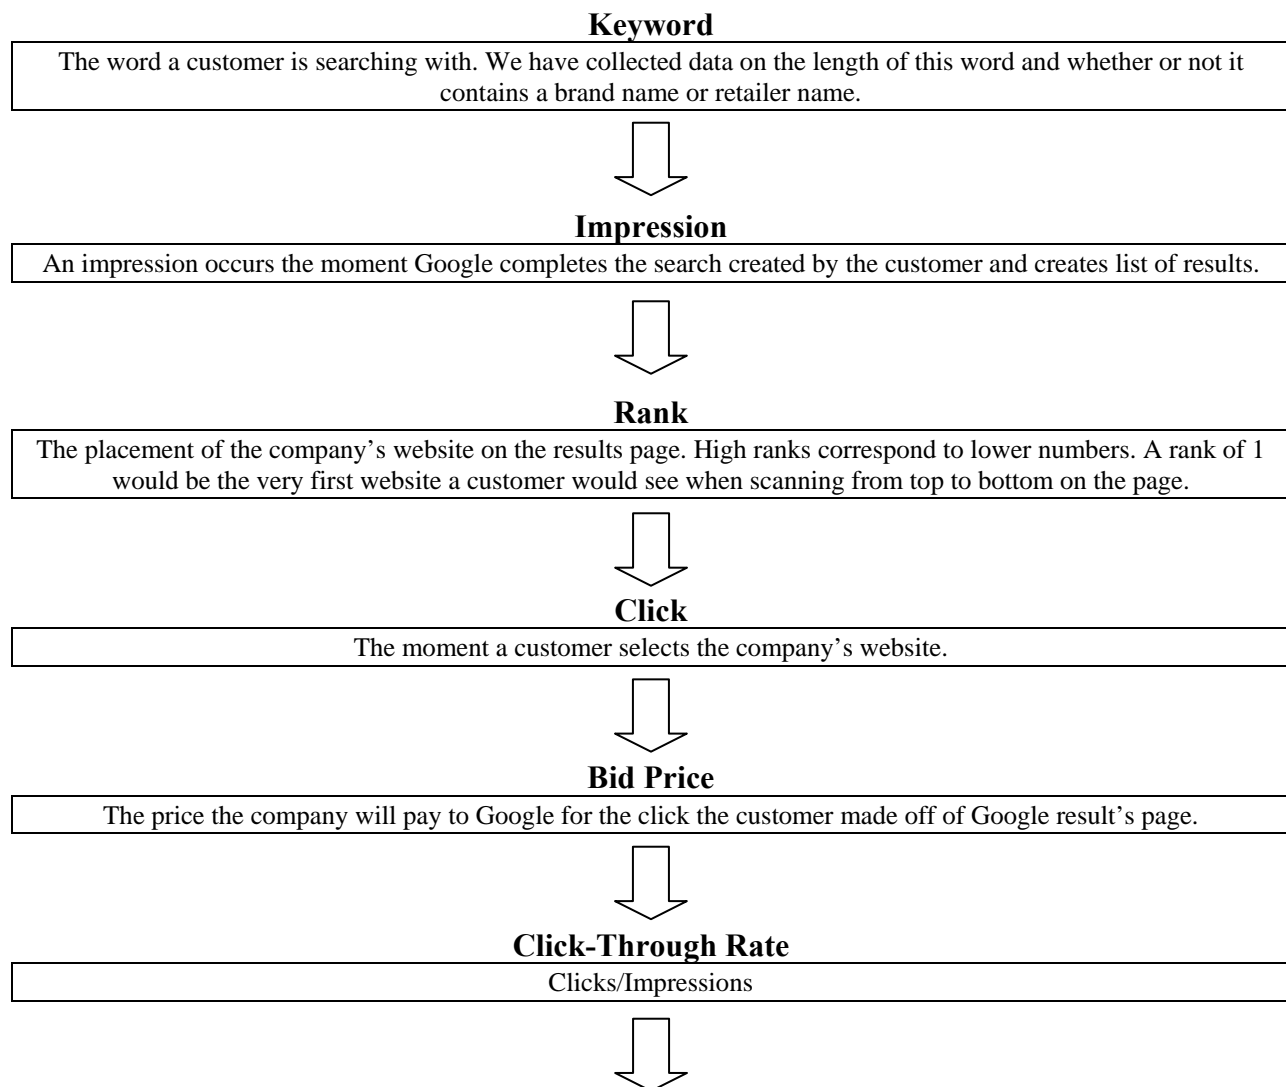 Keyword
The word a customer is searching with. We have collected data on the length of this word and whether or not it
contains a brand name or retailer name.
Impression
An impression occurs the moment Google completes the search created by the customer and creates list of results.
Rank
The placement of the company’s website on the results page. High ranks correspond to lower numbers. A rank of 1
would be the very first website a customer would see when scanning from top to bottom on the page.
Click
The moment a customer selects the company’s website.
Bid Price
The price the company will pay to Google for the click the customer made off of Google result’s page.
Click-Through Rate
Clicks/Impressions